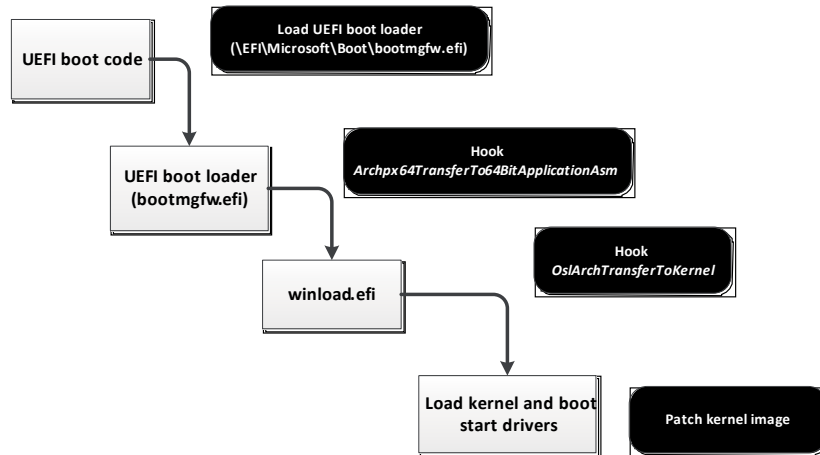 Load UEFI boot loader
(\EFI\Microsoft\Boot\bootmgfw.efi)
UEFI boot code
Hook
Archpx64TransferTo64BitApplicationAsm
UEFI boot loader
(bootmgfw.efi)
Hook
OslArchTransferToKernel
winload.efi
Load kernel and boot
start drivers
Patch kernel image